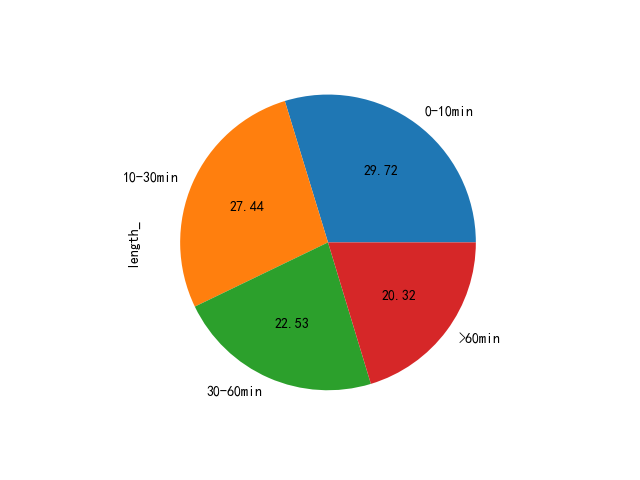 0-10min
29.72
10-30min
27.44
length_
20.32
22.53
>60min
30-60min